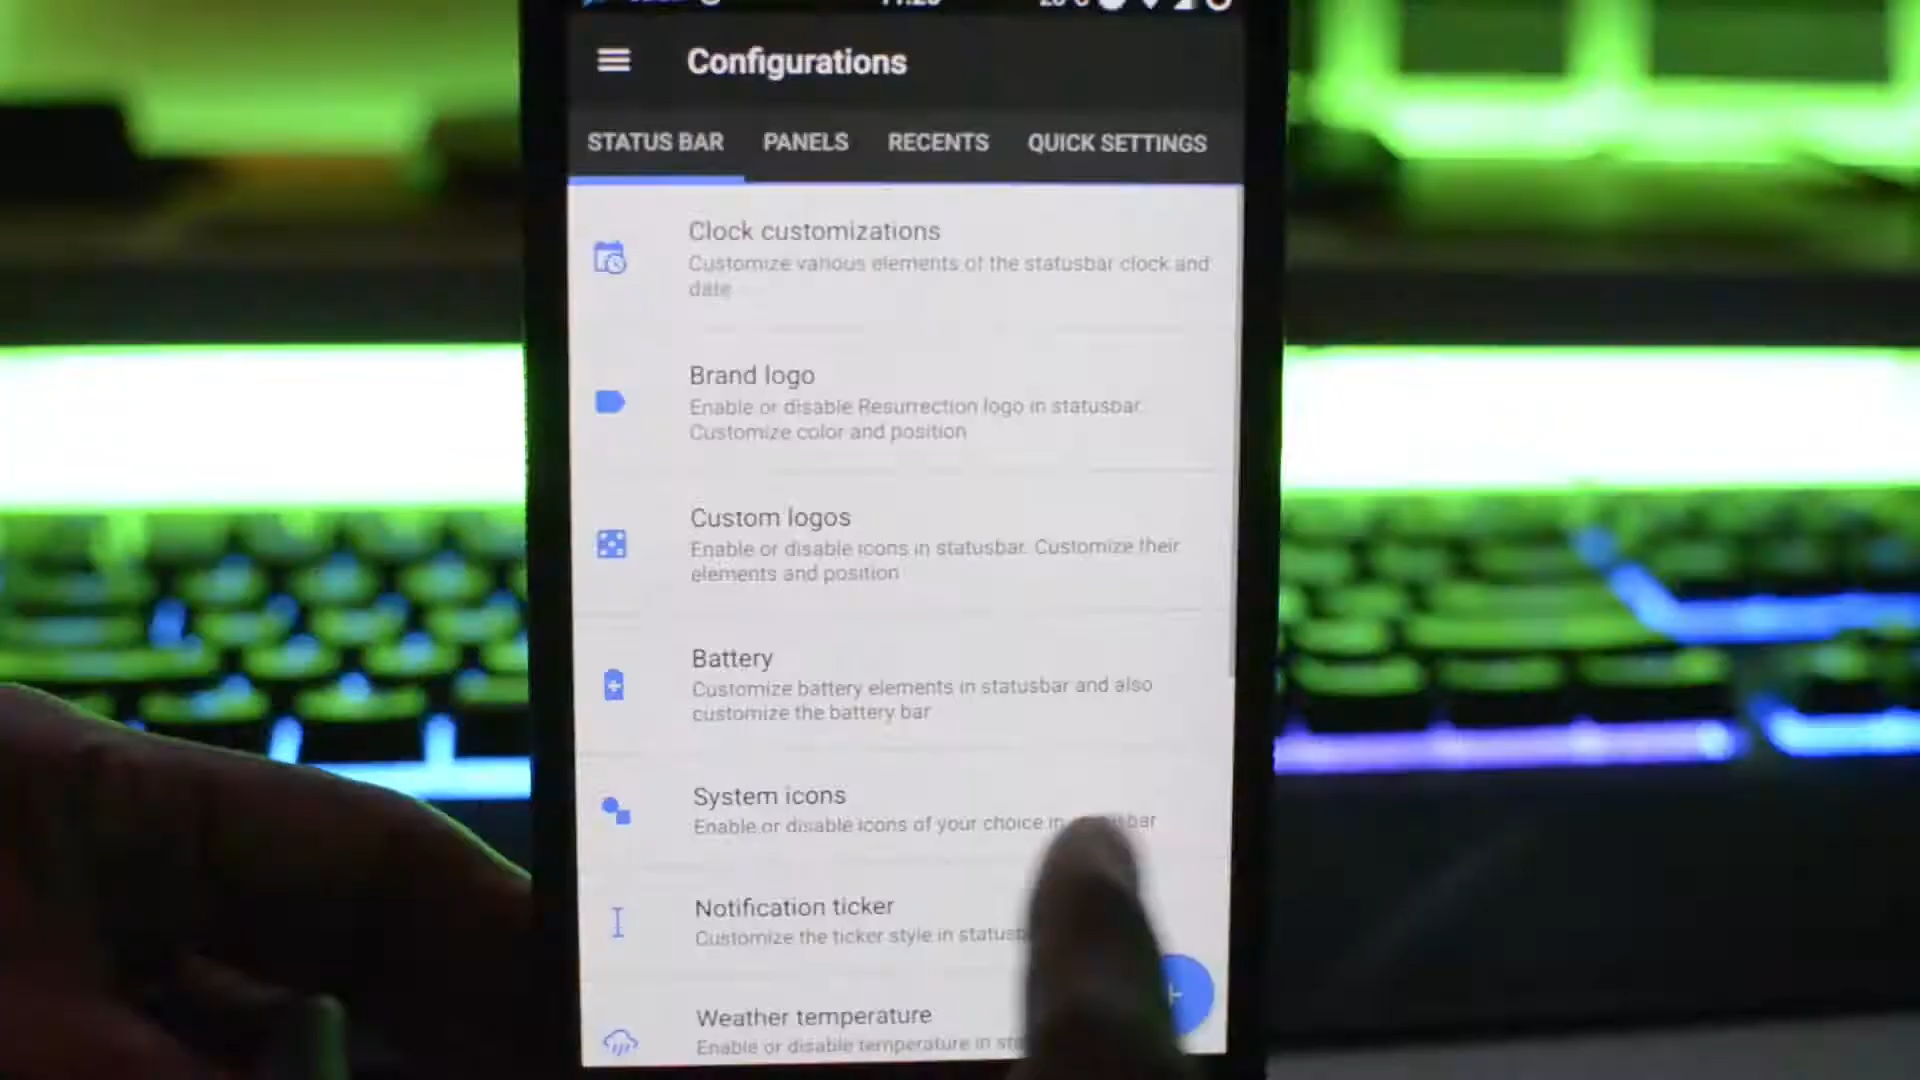 Configurations
STATUS BAR PANELS RECENTS QUICK SETTINGS
Clock customizations
Customize various elements of the statusbar clock and
date
Brand logo
Enable or disable Resurrection logo in statusbar.
Customize color and position
Custom logos
Enable or disable icons in statusbar. Customize their
elements and position
Battery
Customize battery elements in statusbar and also
customize the battery bar
System icons
Enable or disable icons of your choice in
Notification ticker
Customize the ticker style in
Weather temperature
Enable or disable temperature in